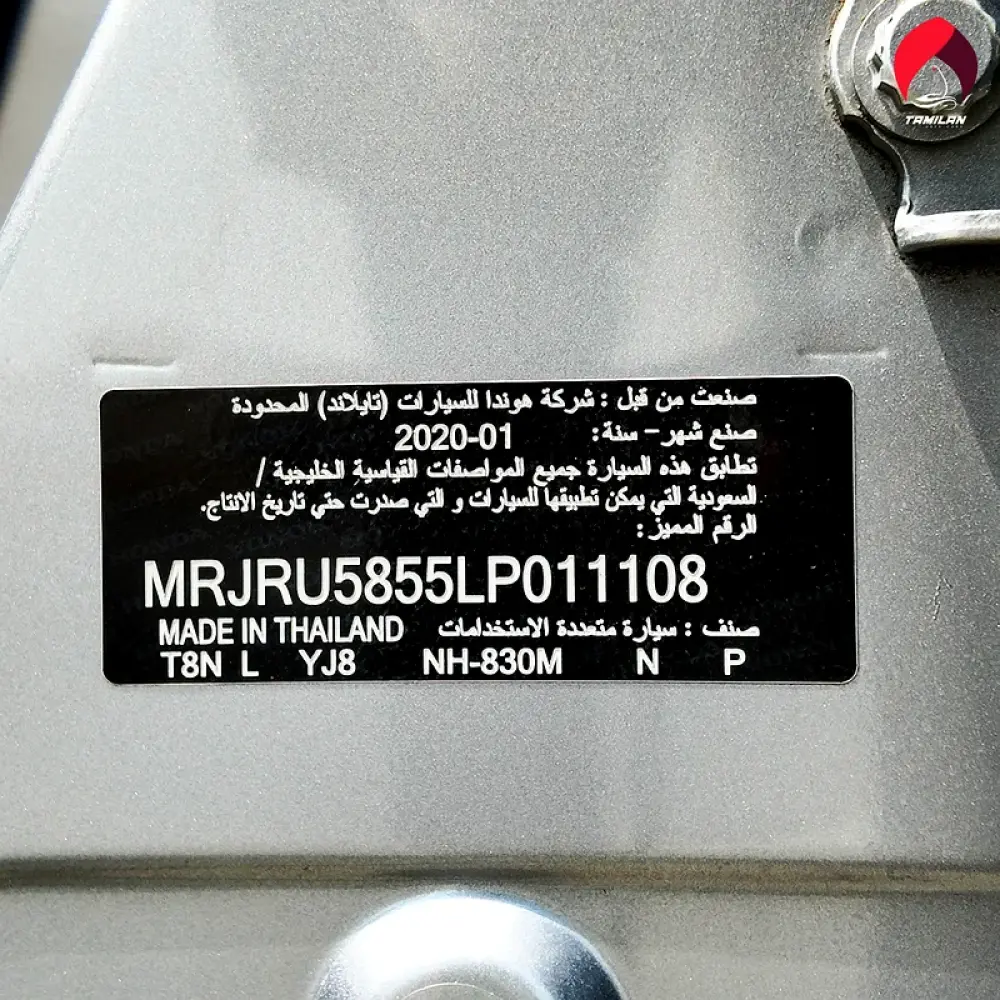 TAMILAN
صنعت من قبل : شركة هوندا للسيارات (تايلاند) المحدودة
صنع شهر – سنة: 2020-01
تطابق هذه السيارة جميع المواصفات القياسية الخليجية /
السعودية التي يمكن تطبيقها للسيارات و التي صدرت حتي تاريخ الانتاج.
الرقم المميز :
MRJRU5855LP011108
MADE IN THAILAND صنف : سيارة متعددة الاستخدامات
T8N L YJ8 NH-830M N P